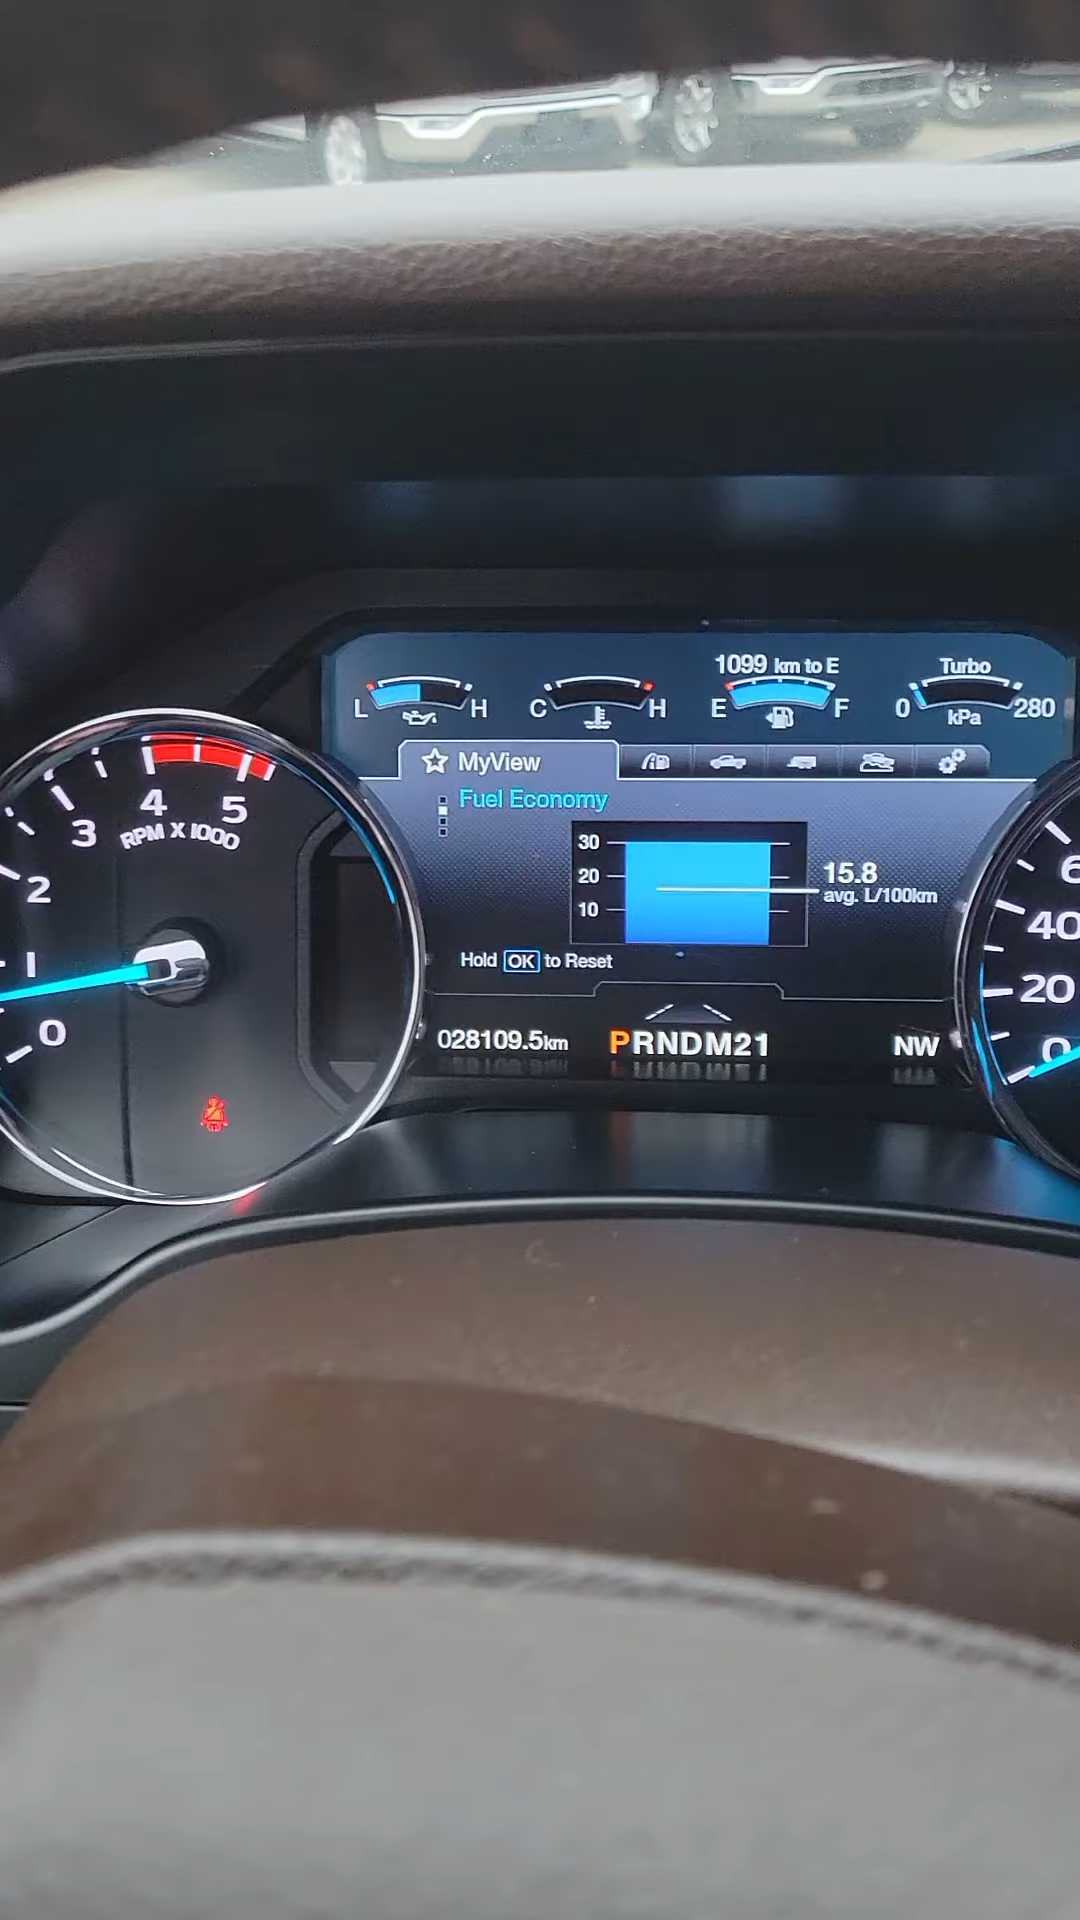 1099 km to E
Turbo
L H
C H
E F
0 280
kPa
MyView
Fuel Economy
30
20
10
15.8
avg. L/100km
Hold OK to Reset
028109.5km
PRNDM21
NW
5
4
3
2
1
0
RPM X 1000
40
20
0